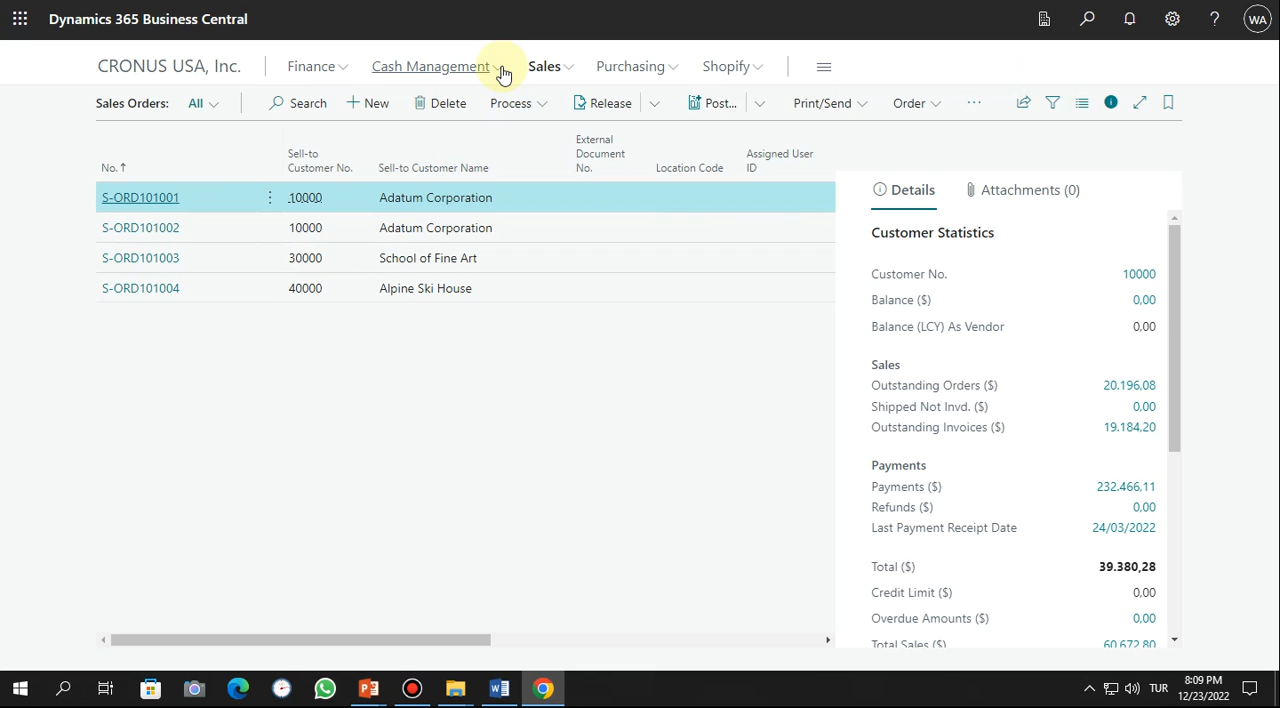 Dynamics 365 Business Central
WA
CRONUS USA, Inc.
Finance
Cash Management
Sales
Purchasing
Shopify
Sales Orders:
All
Search
New
Delete
Process
Release
Post...
Print/Send
Order
...
No. ↑
Sell-to
Customer No.
Sell-to Customer Name
External
Document
No.
Location Code
Assigned User
ID
S-ORD101001
10000
Adatum Corporation
S-ORD101002
10000
Adatum Corporation
S-ORD101003
30000
School of Fine Art
S-ORD101004
40000
Alpine Ski House
Details
Attachments (0)
Customer Statistics
Customer No.
10000
Balance ($)
0,00
Balance (LCY) As Vendor
0,00
Sales
Outstanding Orders ($)
20.196,08
Shipped Not Invd. ($)
0,00
Outstanding Invoices ($)
19.184,20
Payments
Payments ($)
232.466,11
Refunds ($)
0,00
Last Payment Receipt Date
24/03/2022
Total ($)
39.380,28
Credit Limit ($)
0,00
Overdue Amounts ($)
0,00
Total Sales ($)
60.672,80
TUR
8:09 PM
12/23/2022